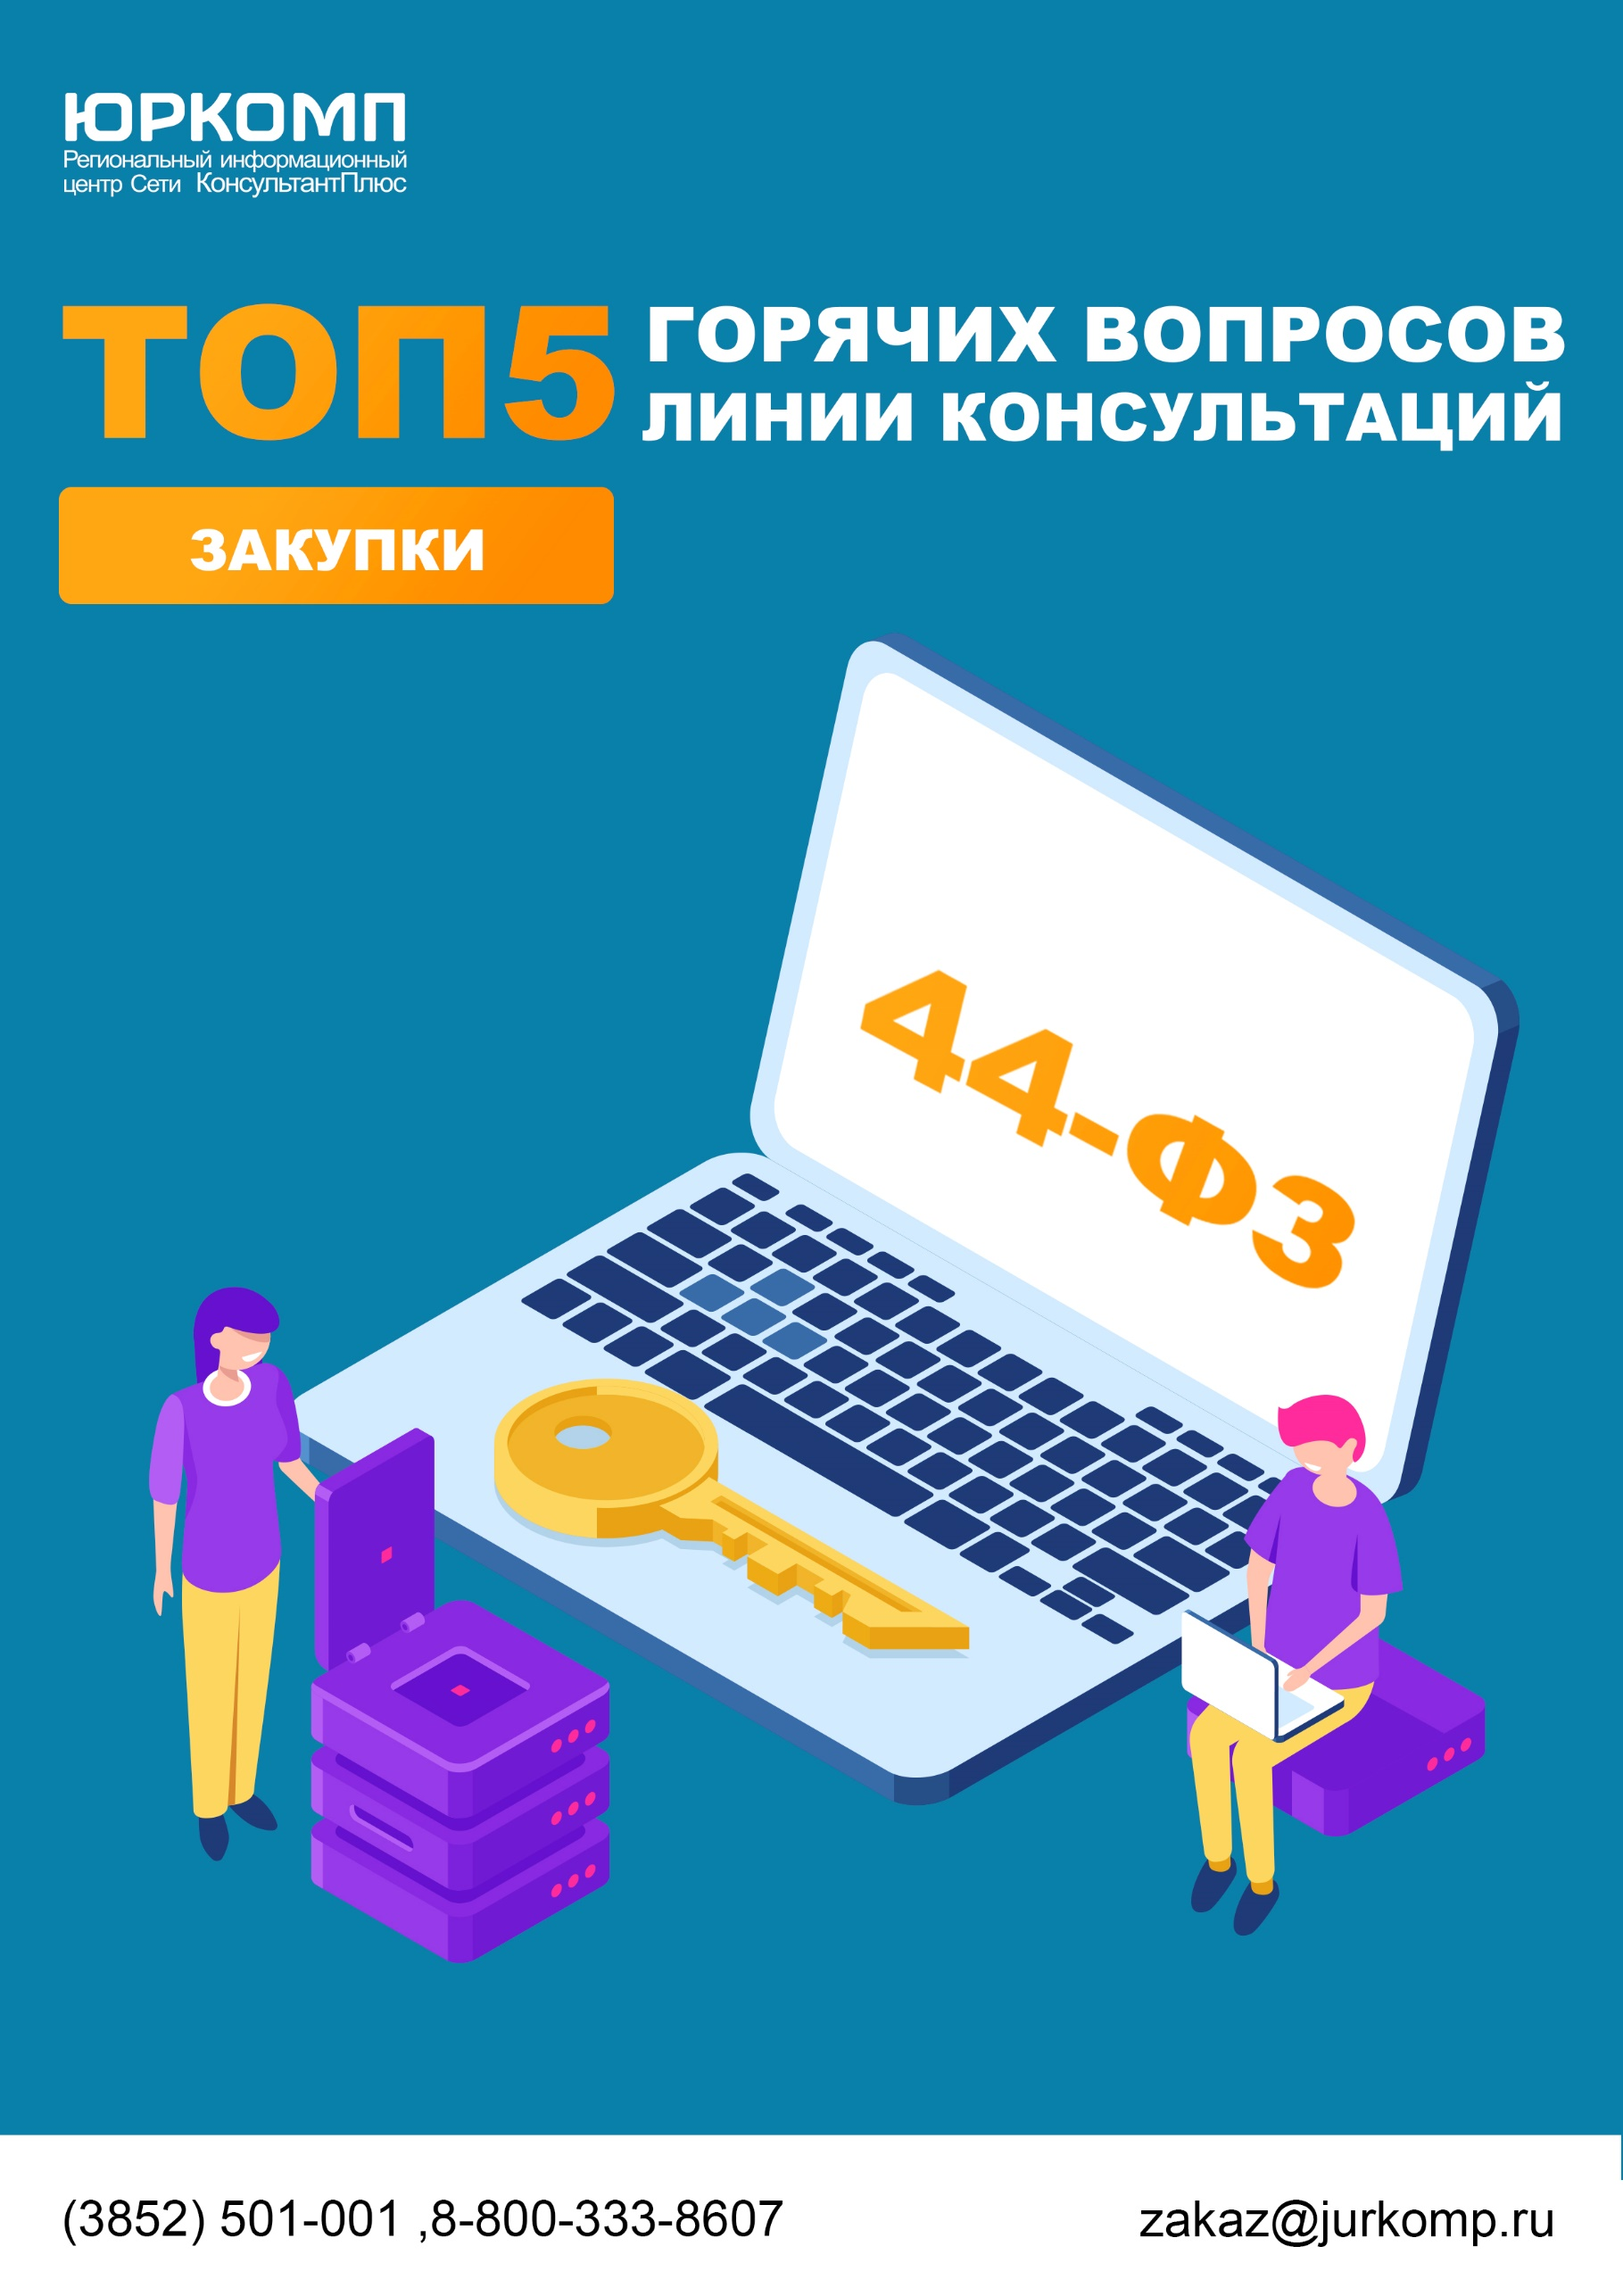 ЮРКОМП
Региональный информационный
центр Сети КонсультантПлюс
ТОП5
ГОРЯЧИХ ВОПРОСОВ
ЛИНИИ КОНСУЛЬТАЦИЙ
ЗАКУПКИ
44-ФЗ
(3852) 501-001 ,8-800-333-8607
zakaz@jurkomp.ru